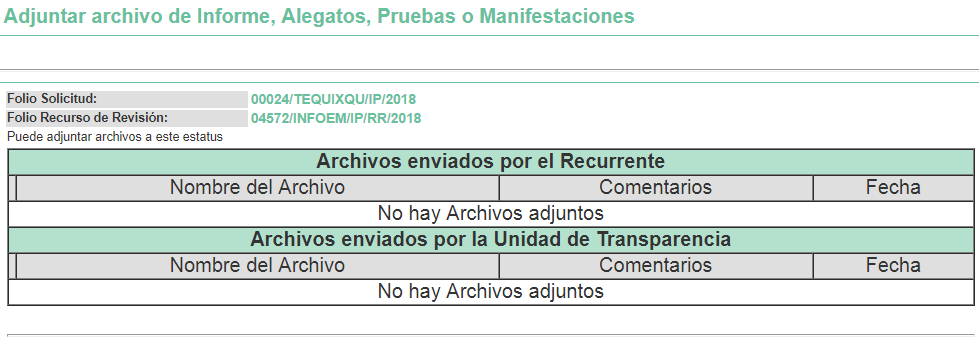 Adjuntar archivo de Informe, Alegatos, Pruebas o Manifestaciones
Folio Solicitud: 00024/TEQUIXQU/IP/2018
Folio Recurso de Revisión: 04572/INFOEM/IP/RR/2018
Puede adjuntar archivos a este estatus
Archivos enviados por el Recurrente
Nombre del Archivo Comentarios Fecha
No hay Archivos adjuntos
Archivos enviados por la Unidad de Transparencia
Nombre del Archivo Comentarios Fecha
No hay Archivos adjuntos